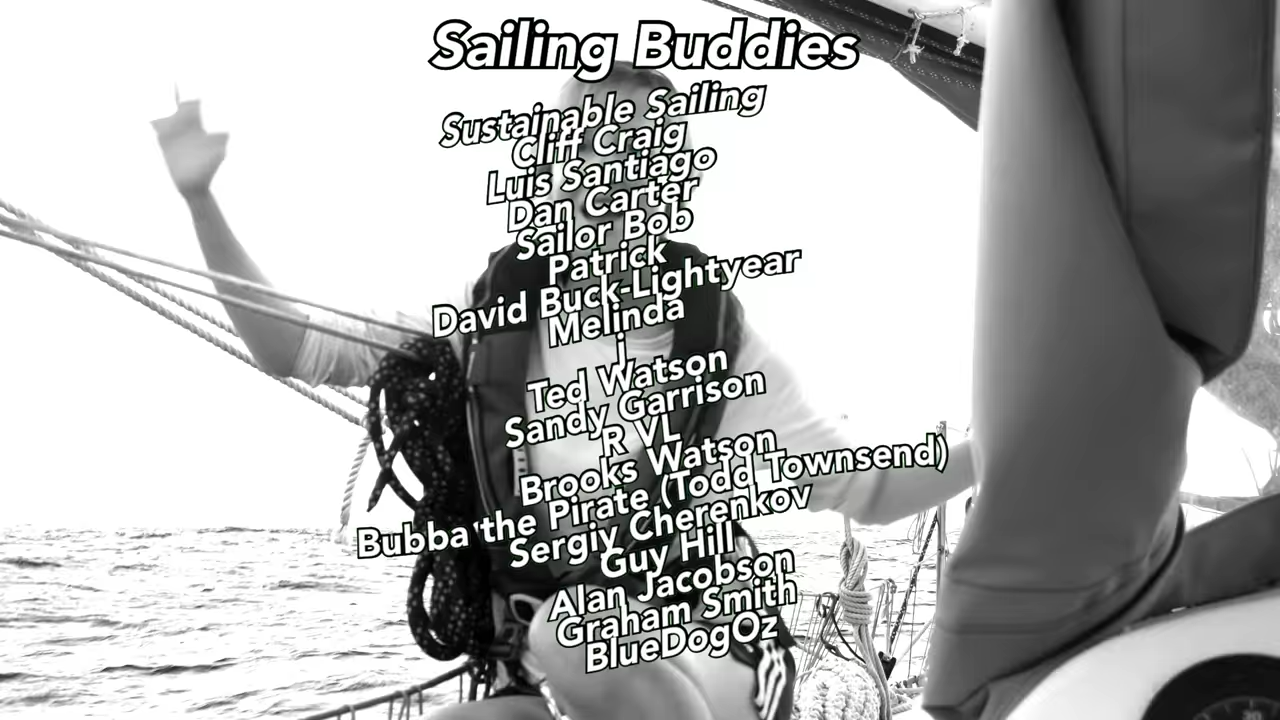 Sailing Buddies
Sustainable Sailing
Cliff Craig
Luis Santiago
Dan Carter
Sailor Bob
Patrick
David Buck-Lightyear
Melinda
j
Ted Watson
Sandy Garrison
R VL
Brooks Watson
Bubba the Pirate (Todd Townsend)
Sergiy Cherenkov
Guy Hill
Alan Jacobson
Graham Smith
BlueDogOz